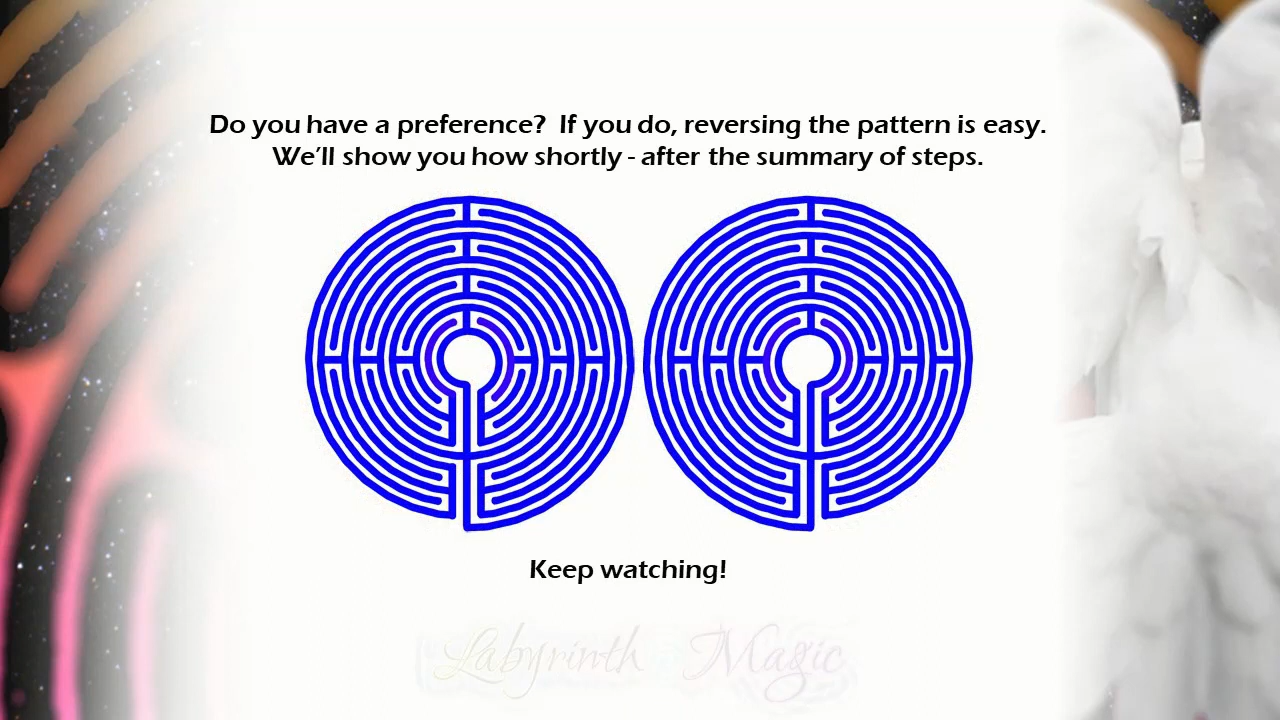 Do you have a preference?  If you do, reversing the pattern is easy.
We'll show you how shortly - after the summary of steps.
Keep watching!
Labyrinth Magic